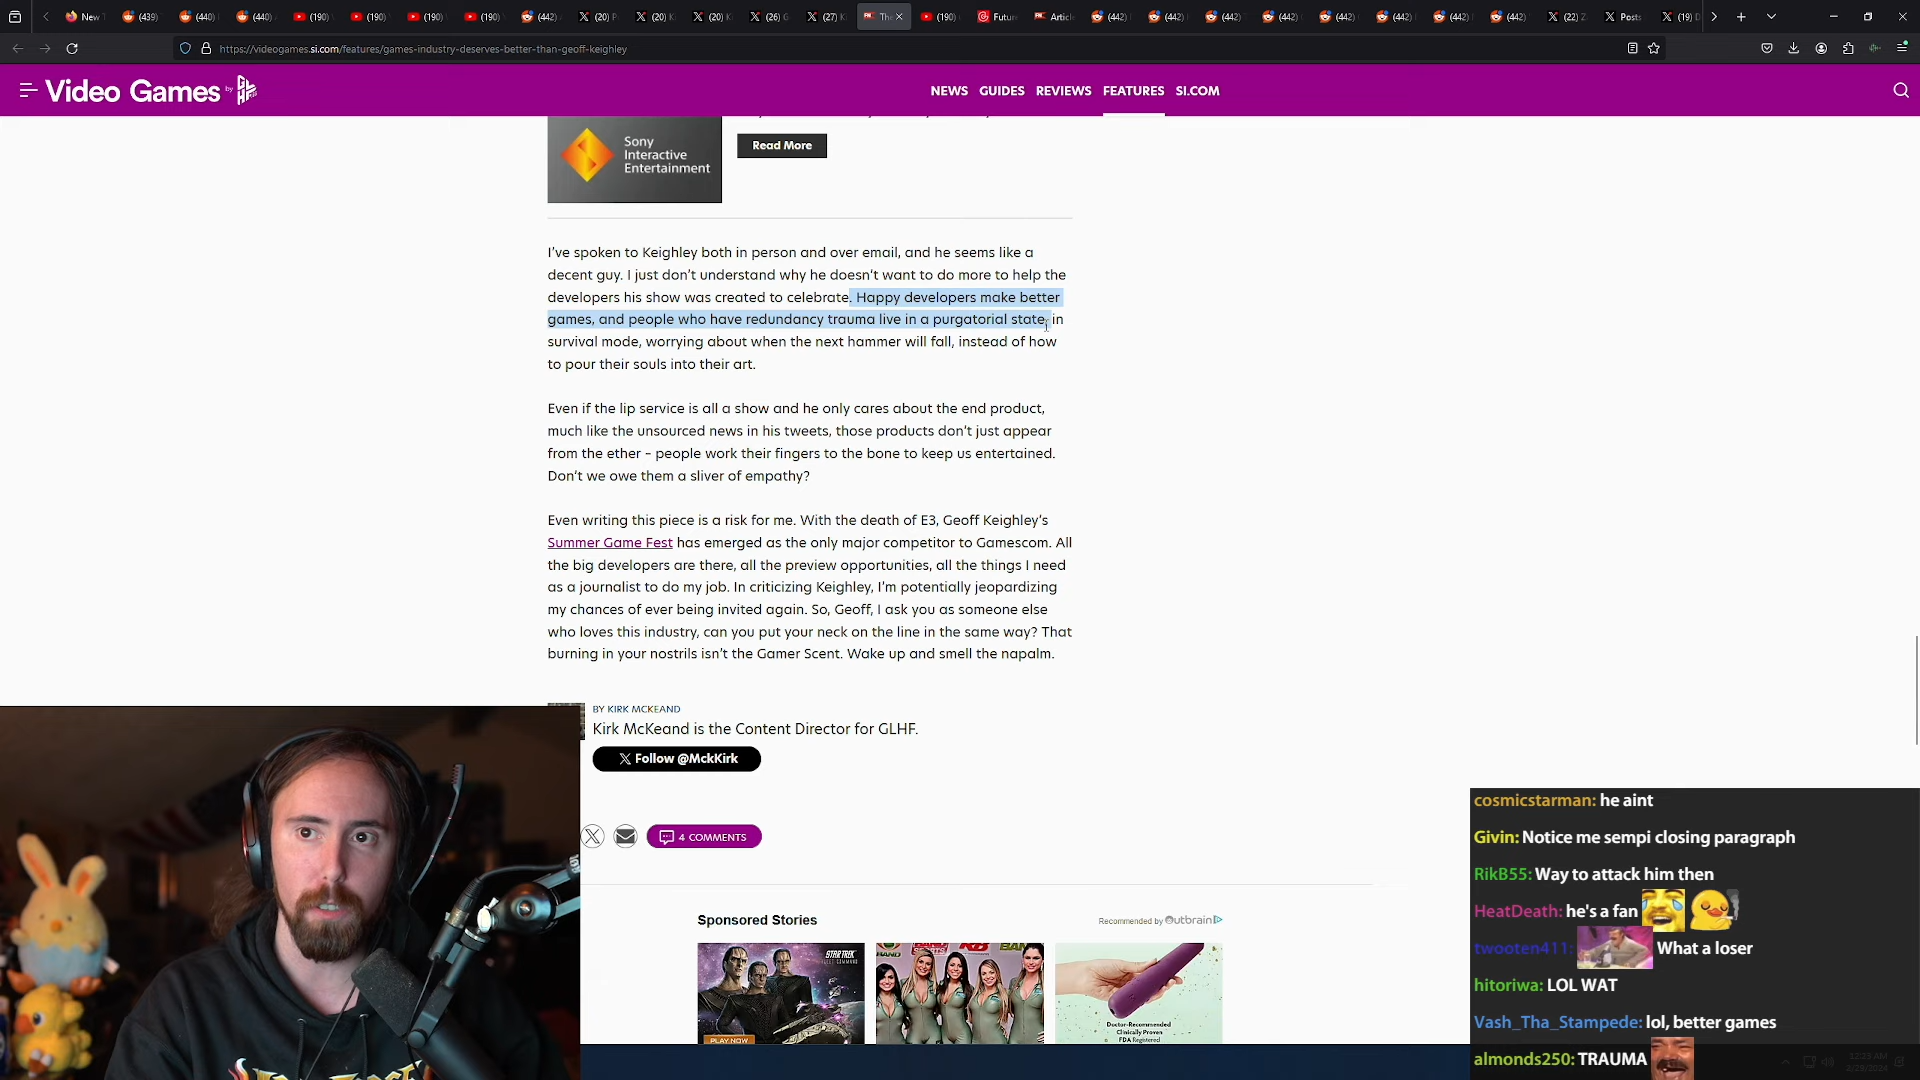 New T
(439)
(440)
(440)
(190)
(190)
(190)
(190)
(442)
(20) P
(20) K
(20) K
(26) G
(27) K
The
(190)
Futur
Articl
(442)
(442)
(442)
(442)
(442)
(442)
(442)
(442)
(22) Z
Posts
(19) D
https://videogames.si.com/features/games-industry-deserves-better-than-geoff-keighley
Video Games by
NEWS GUIDES REVIEWS FEATURES SI.COM
Sony
Interactive
Entertainment
Read More
I've spoken to Keighley both in person and over email, and he seems like a
decent guy. I just don't understand why he doesn't want to do more to help the
developers his show was created to celebrate. Happy developers make better
games, and people who have redundancy trauma live in a purgatorial state, in
survival mode, worrying about when the next hammer will fall, instead of how
to pour their souls into their art.
Even if the lip service is all a show and he only cares about the end product,
much like the unsourced news in his tweets, those products don't just appear
from the ether – people work their fingers to the bone to keep us entertained.
Don't we owe them a sliver of empathy?
Even writing this piece is a risk for me. With the death of E3, Geoff Keighley's
Summer Game Fest has emerged as the only major competitor to Gamescom. All
the big developers are there, all the preview opportunities, all the things I need
as a journalist to do my job. In criticizing Keighley, I'm potentially jeopardizing
my chances of ever being invited again. So, Geoff, I ask you as someone else
who loves this industry, can you put your neck on the line in the same way? That
burning in your nostrils isn't the Gamer Scent. Wake up and smell the napalm.
BY KIRK MCKEAND
Kirk McKeand is the Content Director for GLHF.
Follow @MckKirk
4 COMMENTS
Sponsored Stories
Recommended by Outbrain
STAR TREK
PLAY NOW
Doctor-Recommended
Clinically Proven
FDA Registered
cosmicstarman: he aint
Givin: Notice me sempi closing paragraph
RikB55: Way to attack him then
HeatDeath: he's a fan
twooten411: What a loser
hitoriwa: LOL WAT
Vash_Tha_Stampede: lol, better games
almonds250: TRAUMA